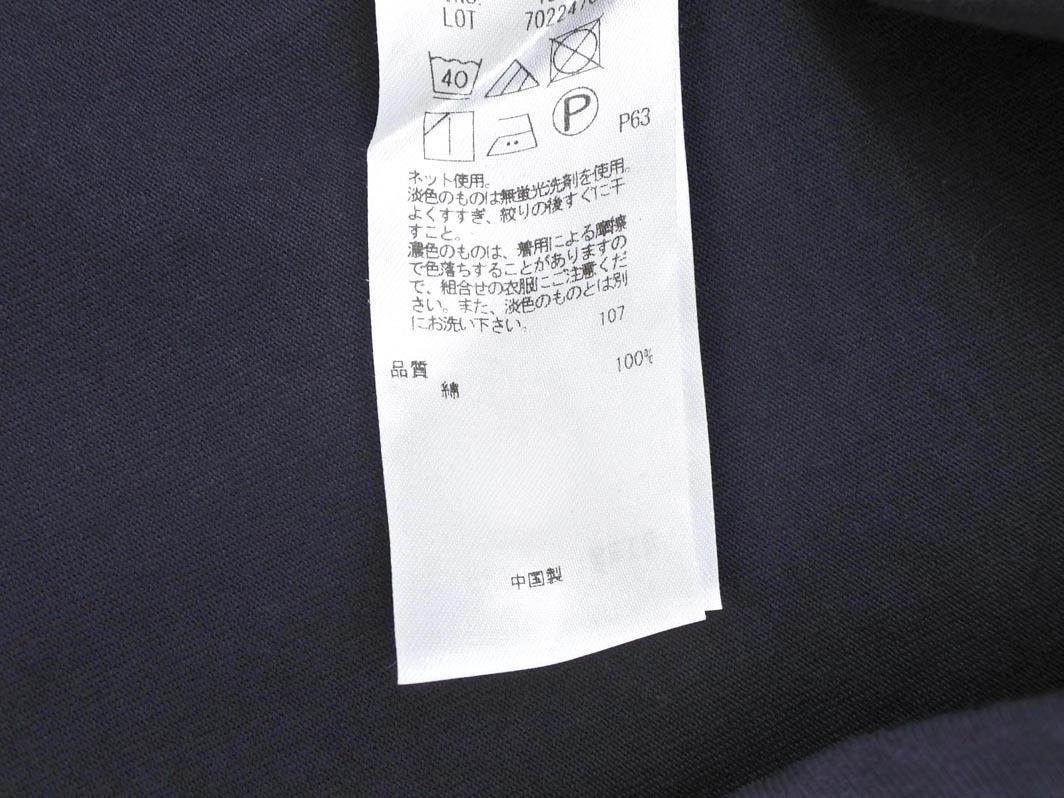 LOT 702247
40
P
P63
ネット使用。
淡色のものは無蛍光洗剤を使用。
よくすすぎ、絞りの後すぐに干
すこと。
濃色のものは、着用による摩擦
で色落ちすることがありますの
で、組合せの衣服にご注意くだ
さい。また、淡色のものとは別
にお洗い下さい。 107
品質
綿 100%
中国製